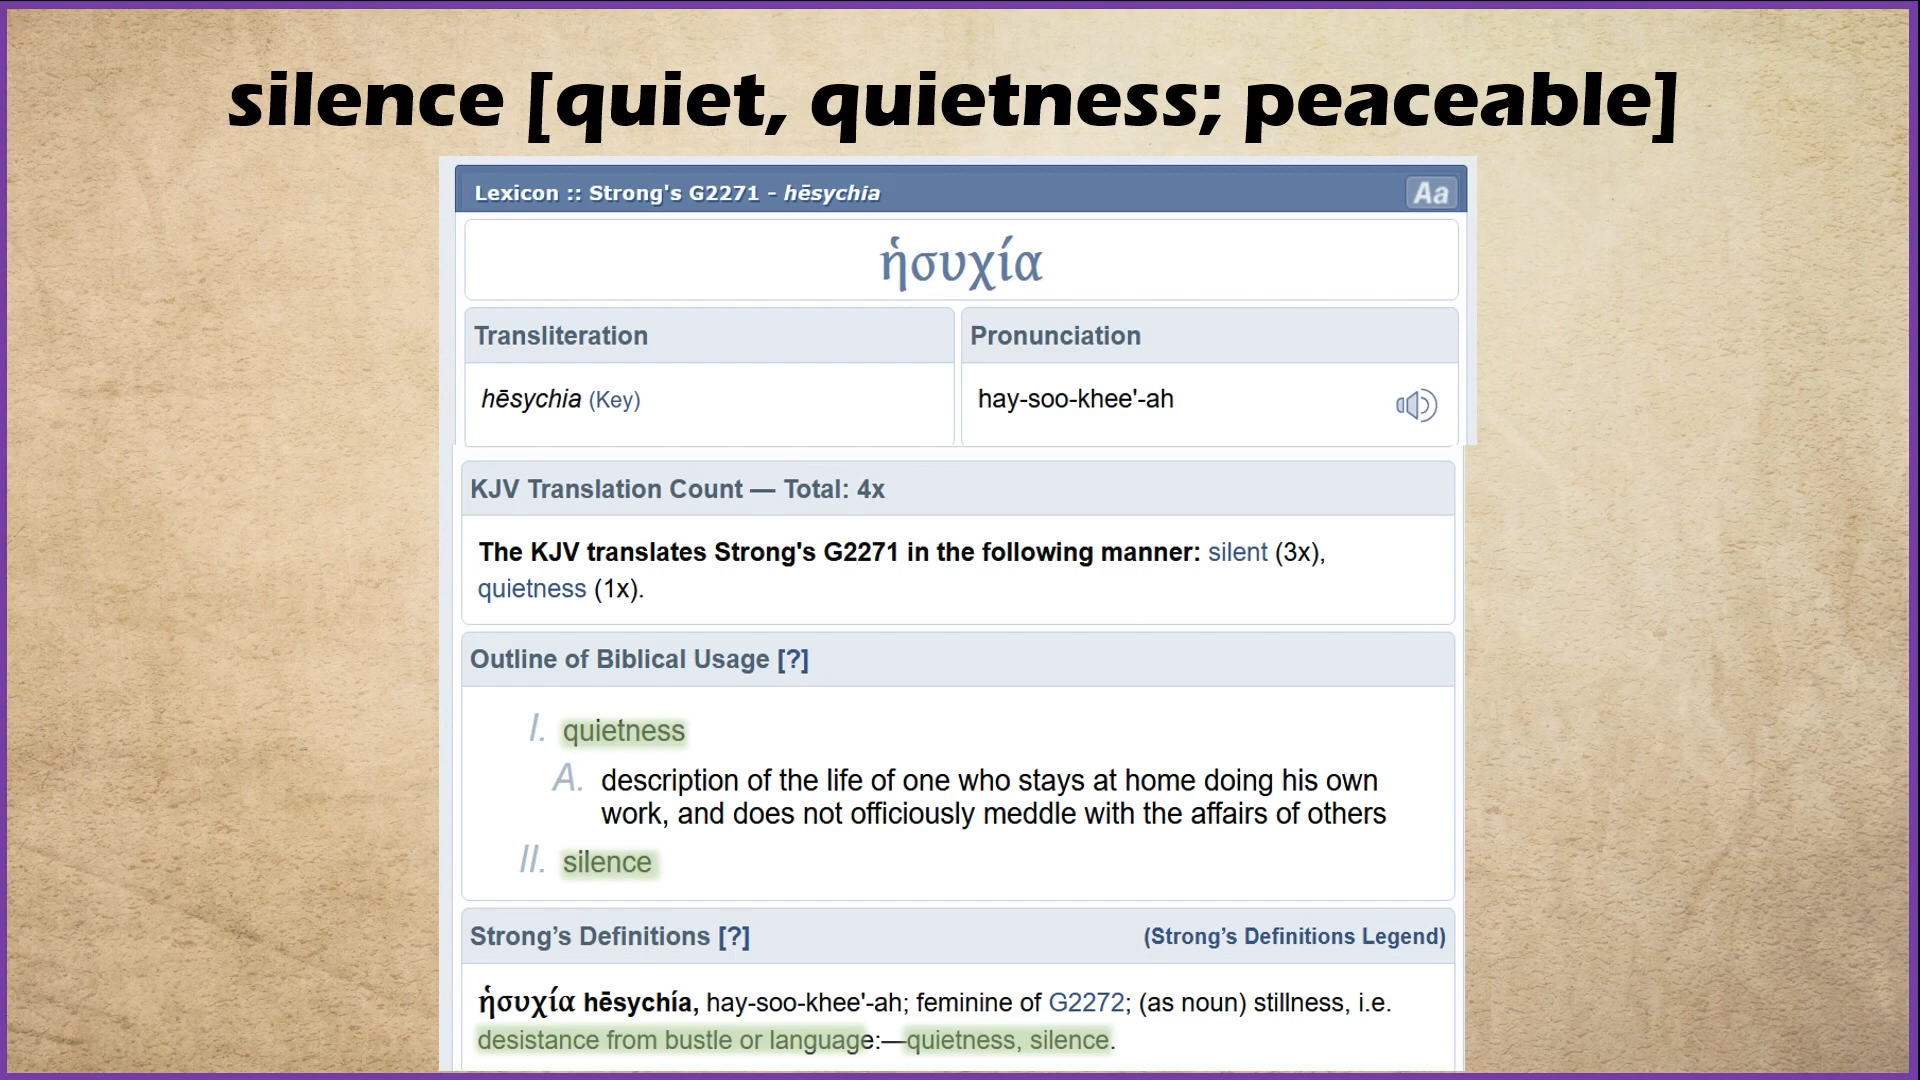 silence [quiet, quietness; peaceable]
Lexicon :: Strong's G2271 - hēsychia
Aa
ἡσυχία
Transliteration
Pronunciation
hēsychia (Key)
hay-soo-khee'-ah
KJV Translation Count — Total: 4x
The KJV translates Strong's G2271 in the following manner: silent (3x),
quietness (1x).
Outline of Biblical Usage [?]
I. quietness
A. description of the life of one who stays at home doing his own
work, and does not officiously meddle with the affairs of others
II. silence
Strong’s Definitions [?]
(Strong’s Definitions Legend)
ἡσυχία hēsychía, hay-soo-khee'-ah; feminine of G2272; (as noun) stillness, i.e.
desistance from bustle or language:—quietness, silence.